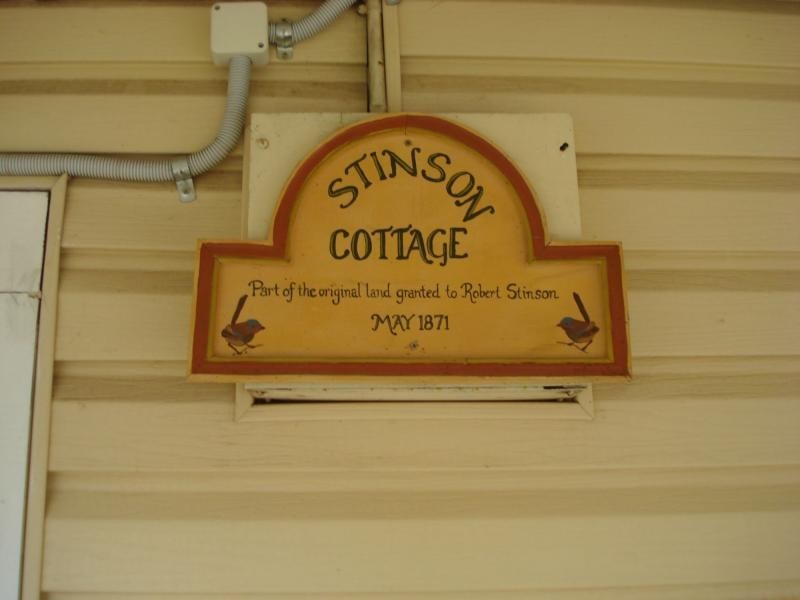 STINSON
COTTAGE
Part of the original land granted to Robert Stinson
MAY 1871